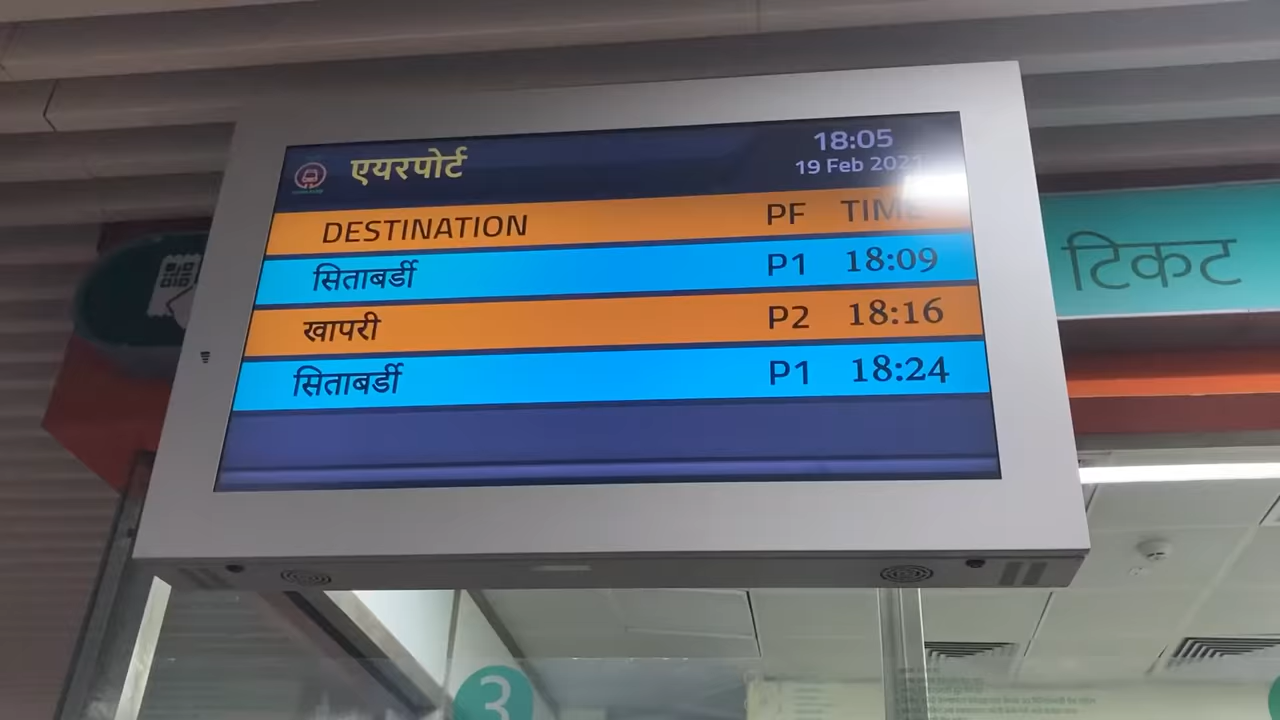 एयरपोर्ट
18:05
19 Feb 2021
DESTINATION PF TIME
सिताबर्डी P1 18:09
खापरी P2 18:16
सिताबर्डी P1 18:24
टिकट
3